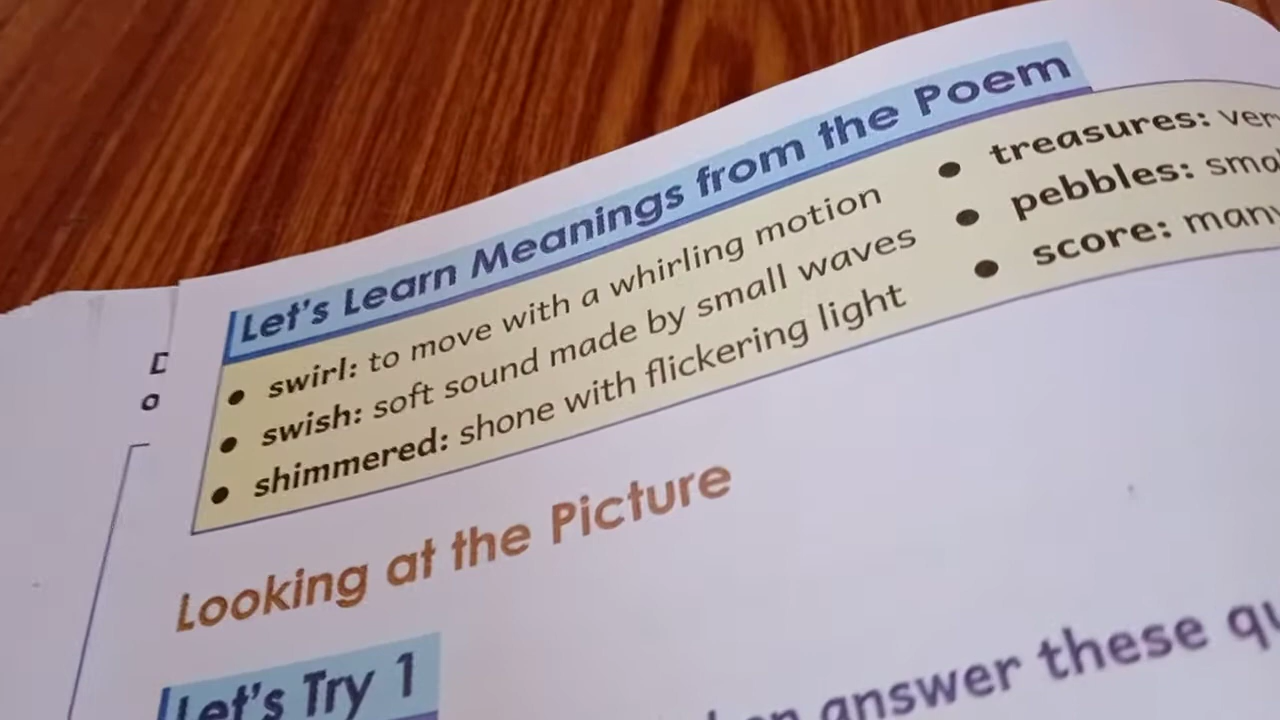 Let's Learn Meanings from the Poem
swirl: to move with a whirling motion
swish: soft sound made by small waves
shimmered: shone with flickering light
treasures:
pebbles:
score: many
Looking at the Picture
Let's Try 1
answer these